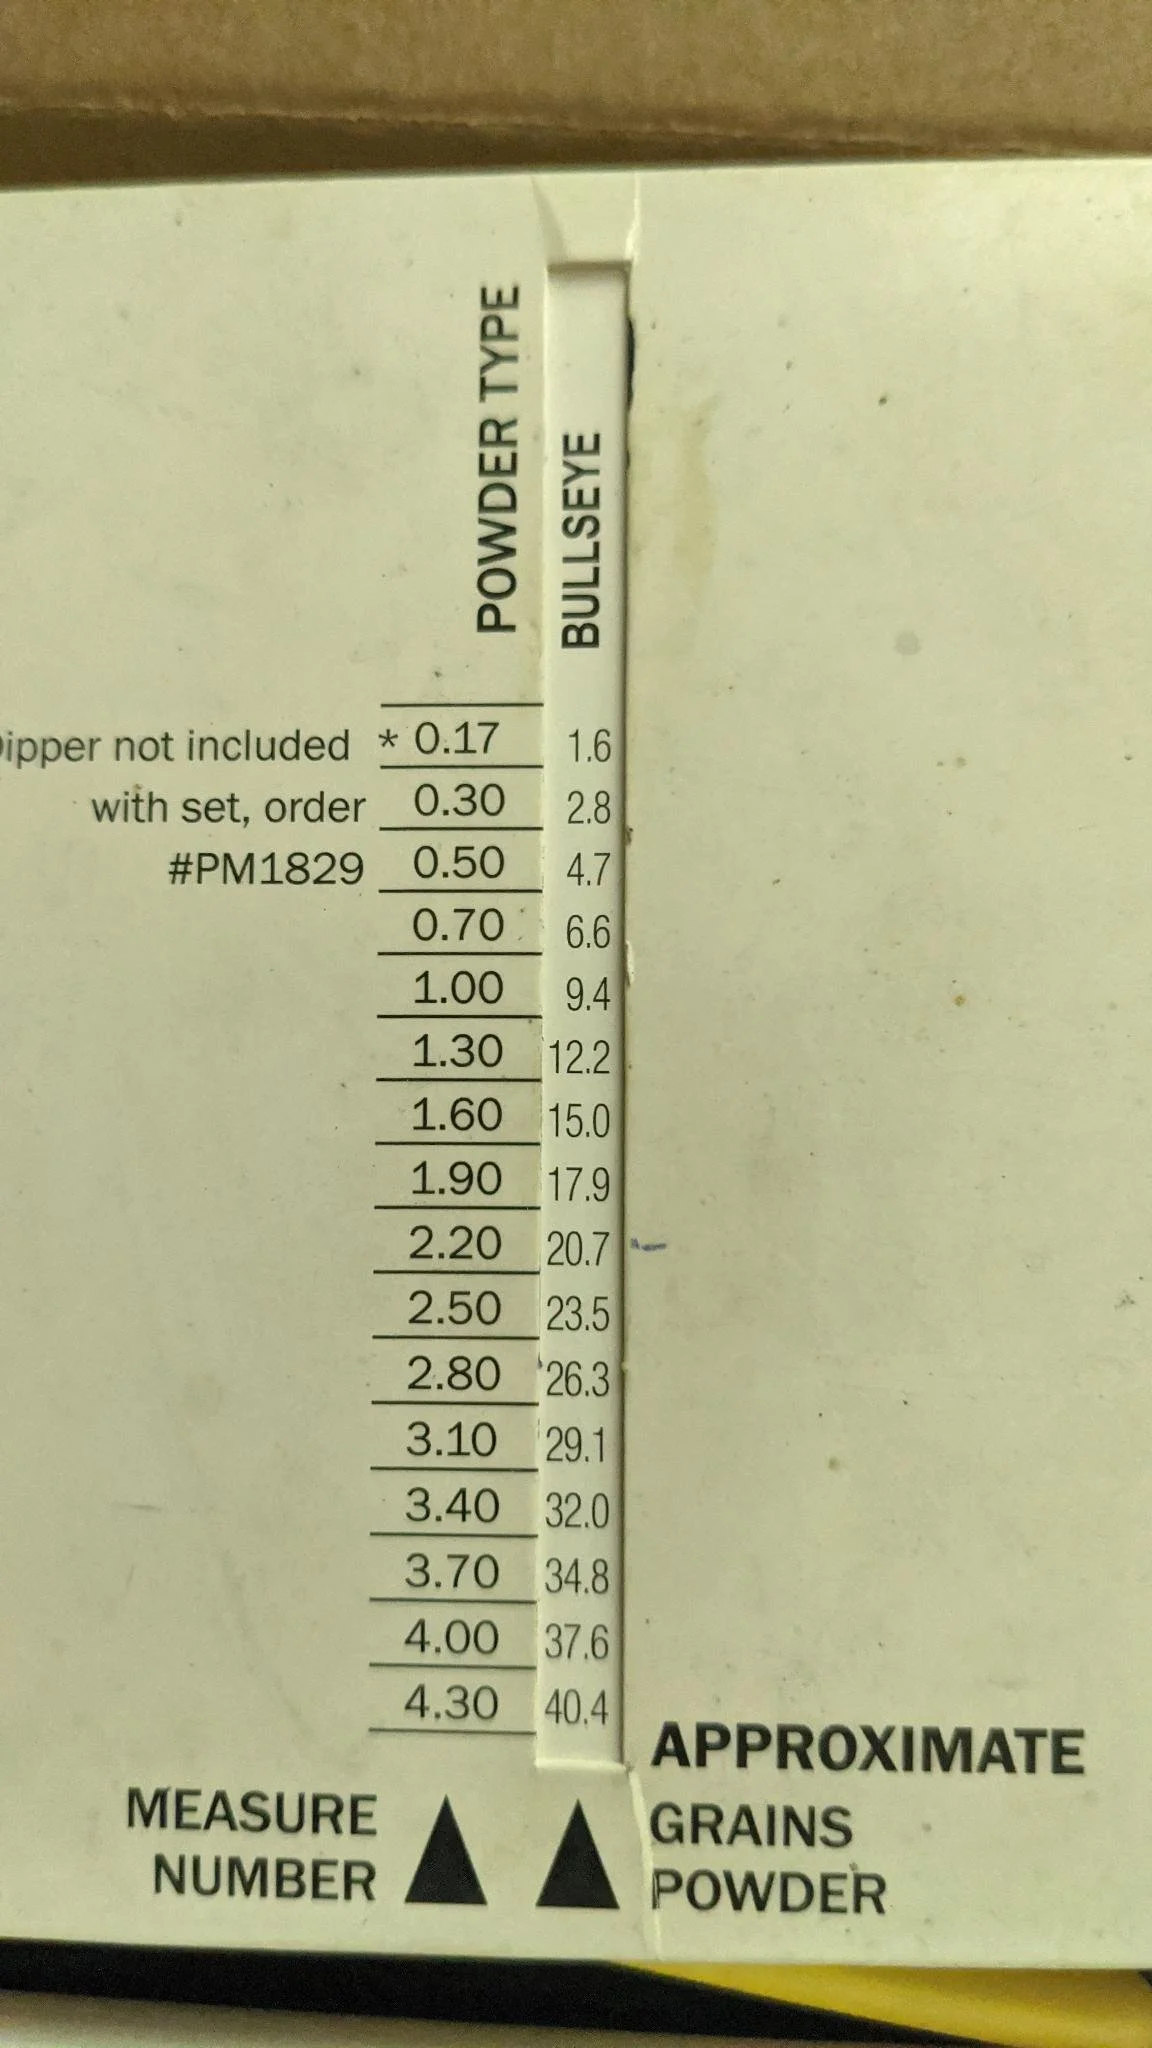 POWDER TYPE
BULLSEYE
not included * 0.17 1.6
with set, order 0.30 2.8
#PM1829 0.50 4.7
0.70 6.6
1.00 9.4
1.30 12.2
1.60 15.0
1.90 17.9
2.20 20.7
2.50 23.5
2.80 26.3
3.10 29.1
3.40 32.0
3.70 34.8
4.00 37.6
4.30 40.4
MEASURE
NUMBER
APPROXIMATE
GRAINS
POWDER